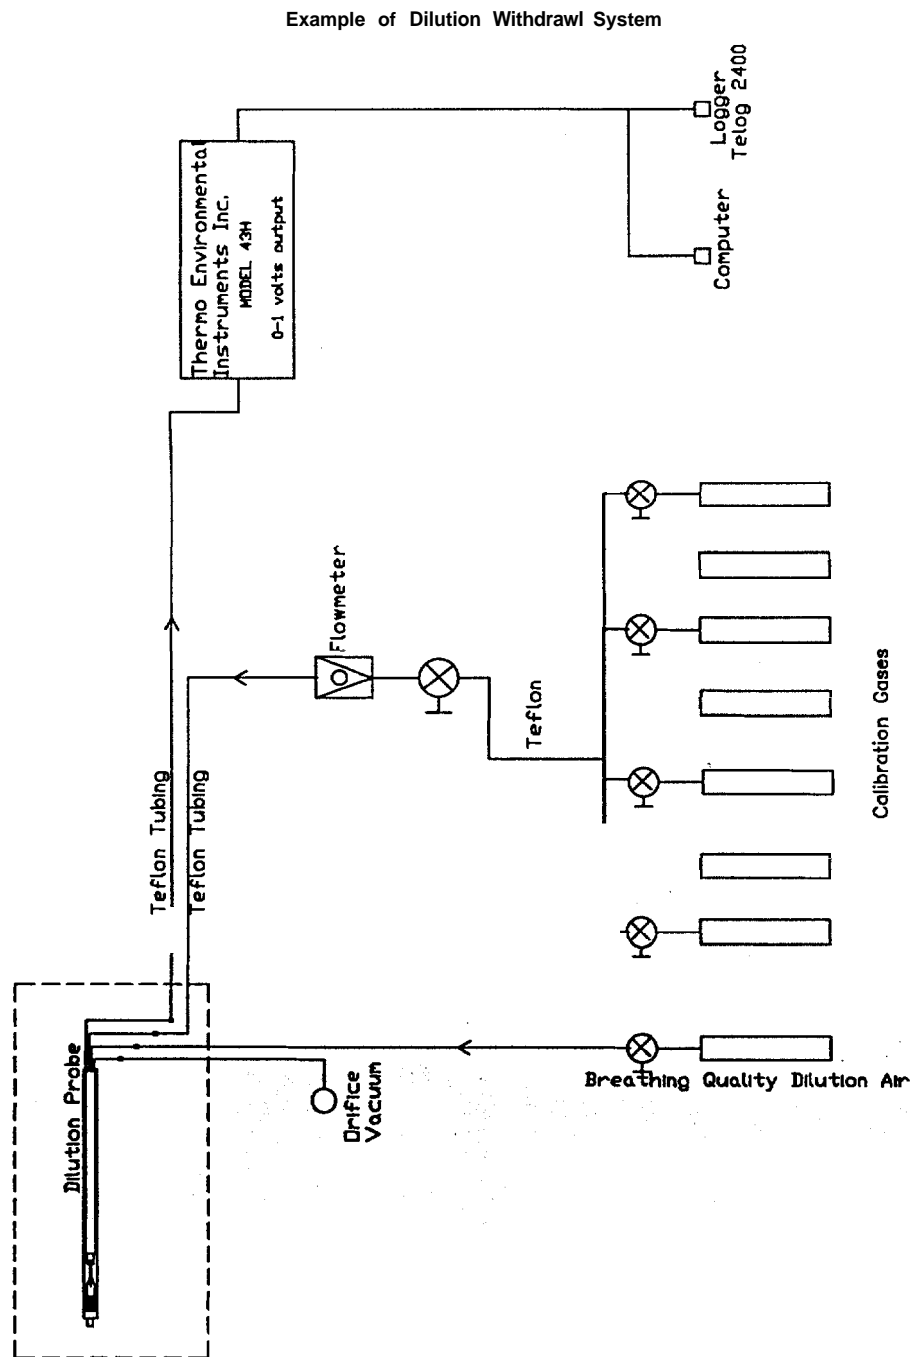 Example of Dilution Withdrawl System
Logger
Telog 2400
Computer
Thermo Environmental
Instruments Inc.
MODEL 43H
0-1 volts output
Flowmeter
Teflon
Calibration Gases
Teflon Tubing
Teflon Tubing
Dilution Probe
Orifice
Vacuum
Breathing Quality Dilution Air